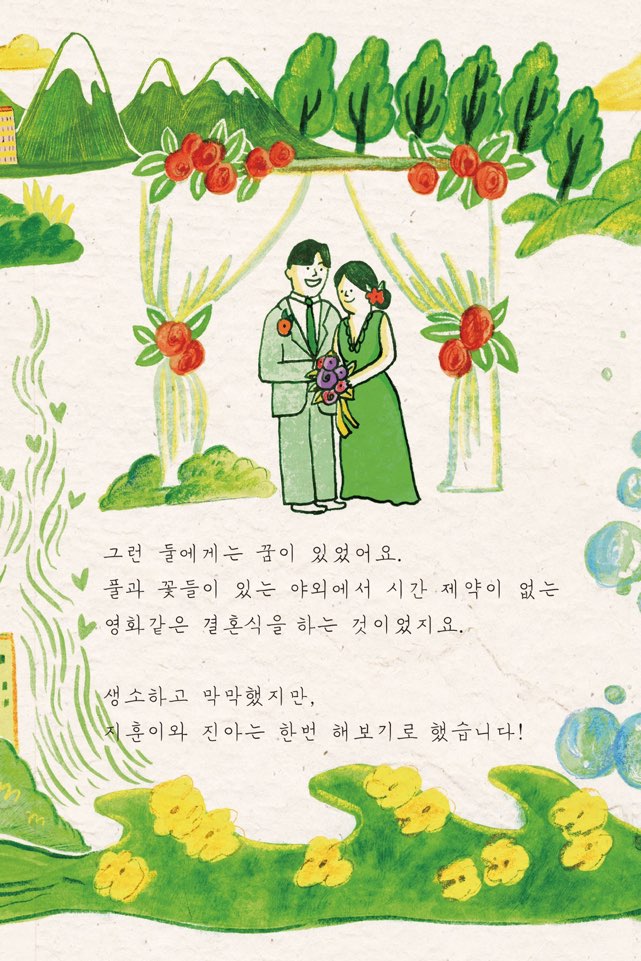 그런 둘에게는 꿈이 있었어요.
풀과 꽃들이 있는 야외에서 시간 제약이 없는
영화같은 결혼식을 하는 것이었지요.
생소하고 막막했지만,
지훈이와 진아는 한번 해보기로 했습니다!